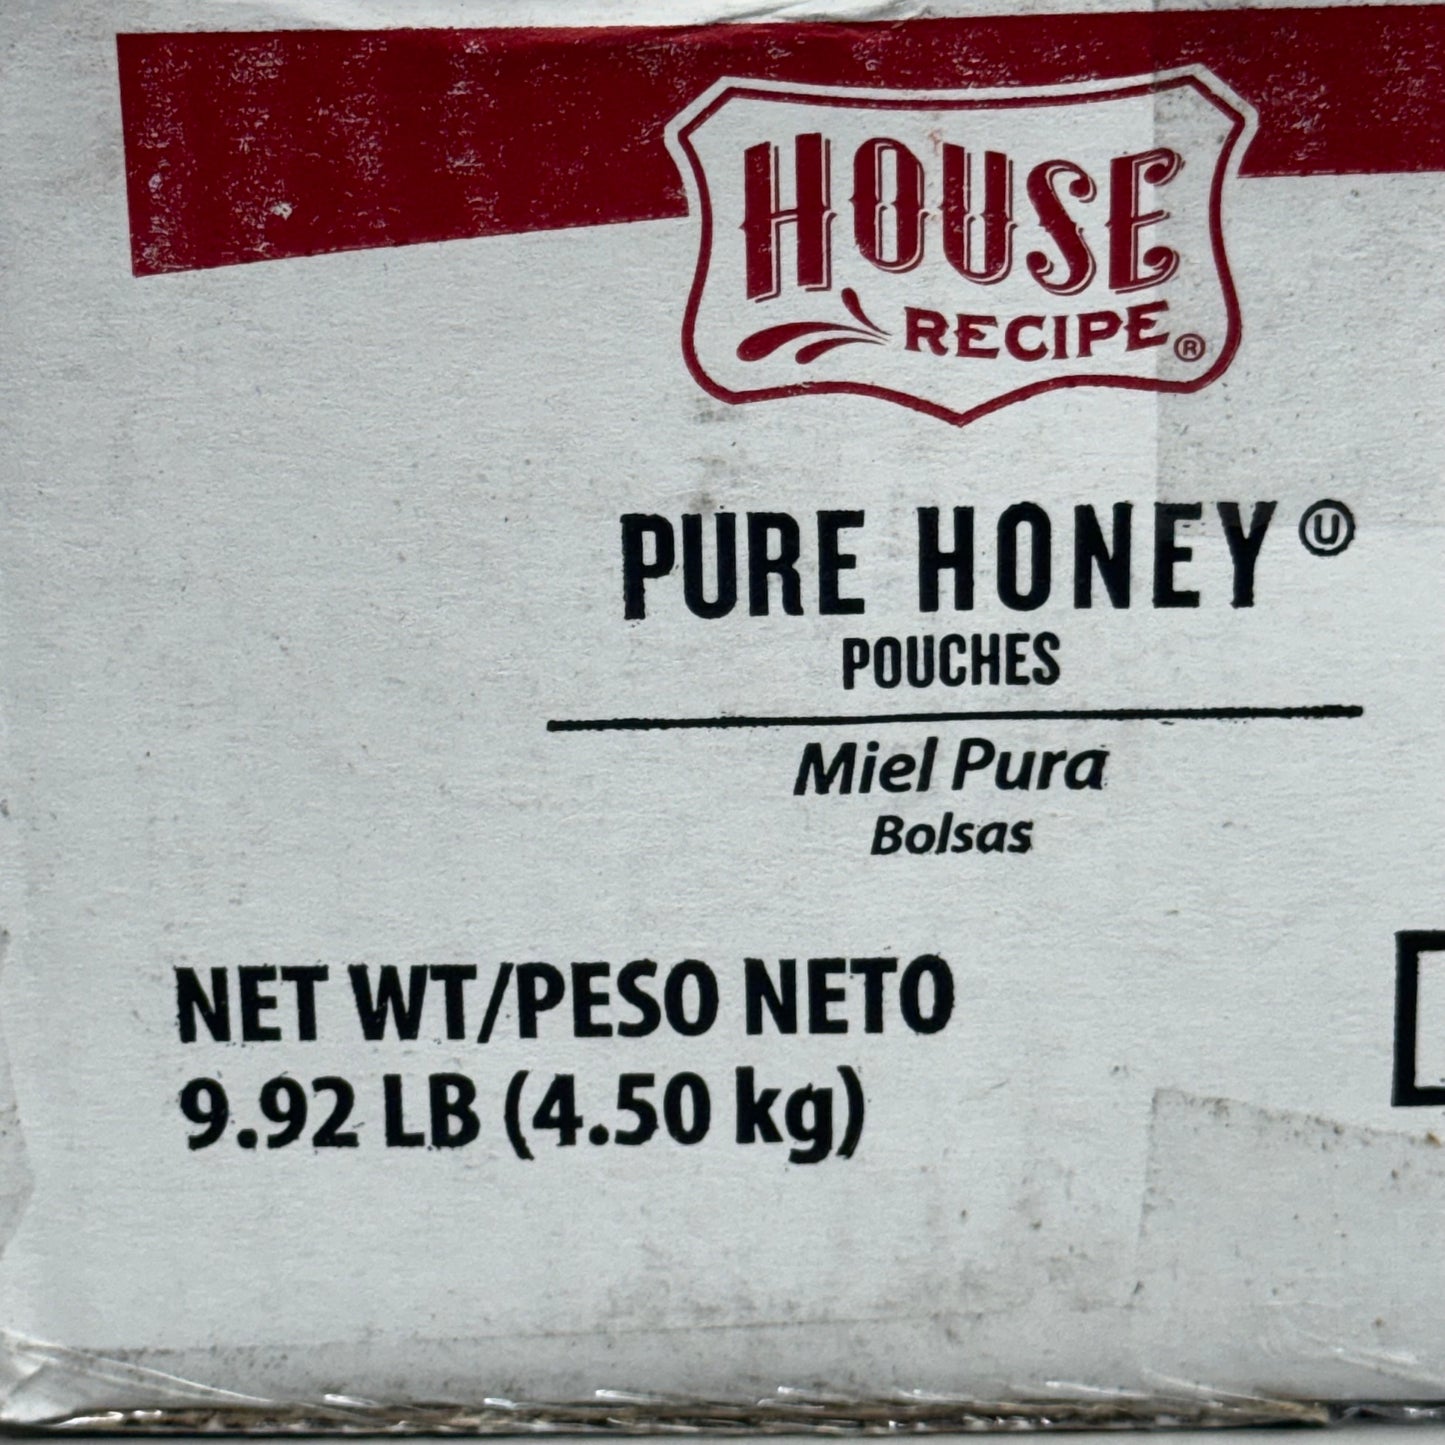 HOUSE
RECIPE®
PURE HONEY Ⓤ
POUCHES
Miel Pura
Bolsas
NET WT/PESO NETO
9.92 LB (4.50 kg)